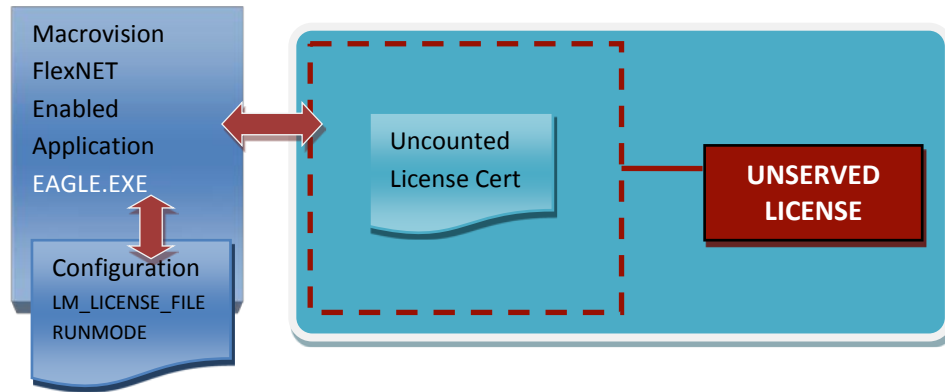 Macrovision
FlexNET
Enabled
Application
EAGLE.EXE
Configuration
LM_LICENSE_FILE
RUNMODE
Uncounted
License Cert
UNSERVED
LICENSE